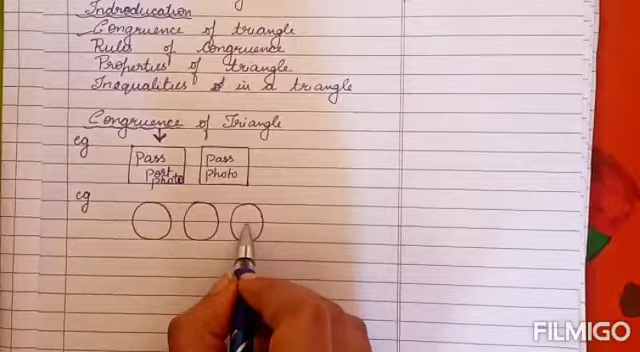 Indroducation
Congruence of triangle
Rules of Congruence
Properties of triangle
Inequalities in a triangle
Congruence of Triangle
eg
Pass
Port
photo
Pass
photo
eg
FILMIGO